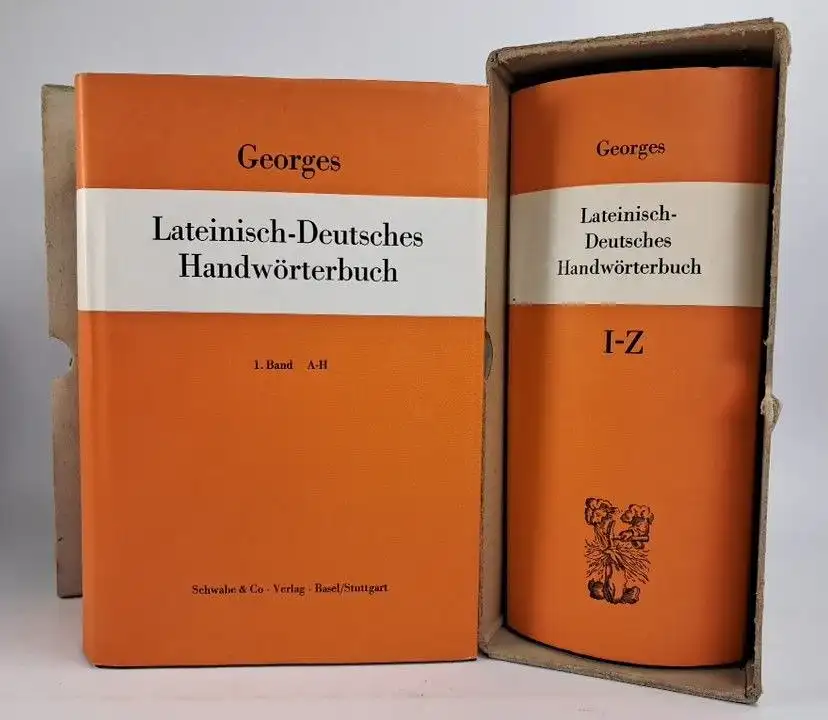 Georges
Lateinisch-Deutsches
Handwörterbuch
1. Band A-H
Schwabe & Co · Verlag · Basel/Stuttgart
Georges
Lateinisch-
Deutsches
Handwörterbuch
I-Z